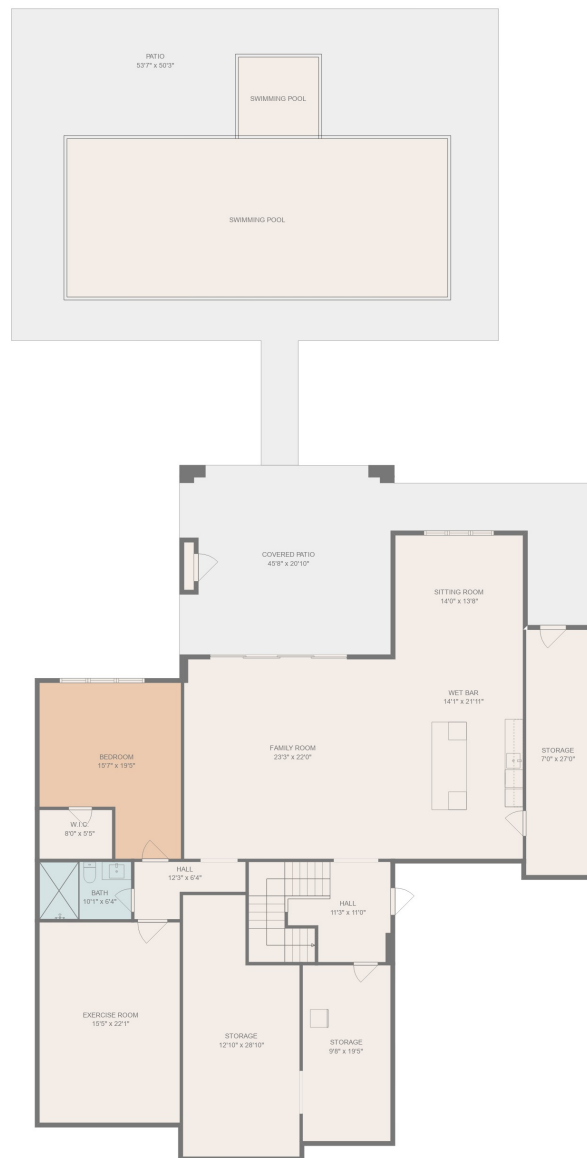 PATIO
53'7" x 50'3"
SWIMMING POOL
SWIMMING POOL
COVERED PATIO
45'8" x 20'10"
SITTING ROOM
14'0" x 13'8"
WET BAR
14'1" x 21'11"
FAMILY ROOM
23'3" x 22'0"
STORAGE
7'0" x 27'0"
BEDROOM
15'7" x 19'5"
W.I.C
8'0" x 5'5"
HALL
12'3" x 6'4"
BATH
10'1" x 6'4"
HALL
11'3" x 11'0"
EXERCISE ROOM
15'5" x 22'1"
STORAGE
12'10" x 28'10"
STORAGE
9'8" x 19'5"